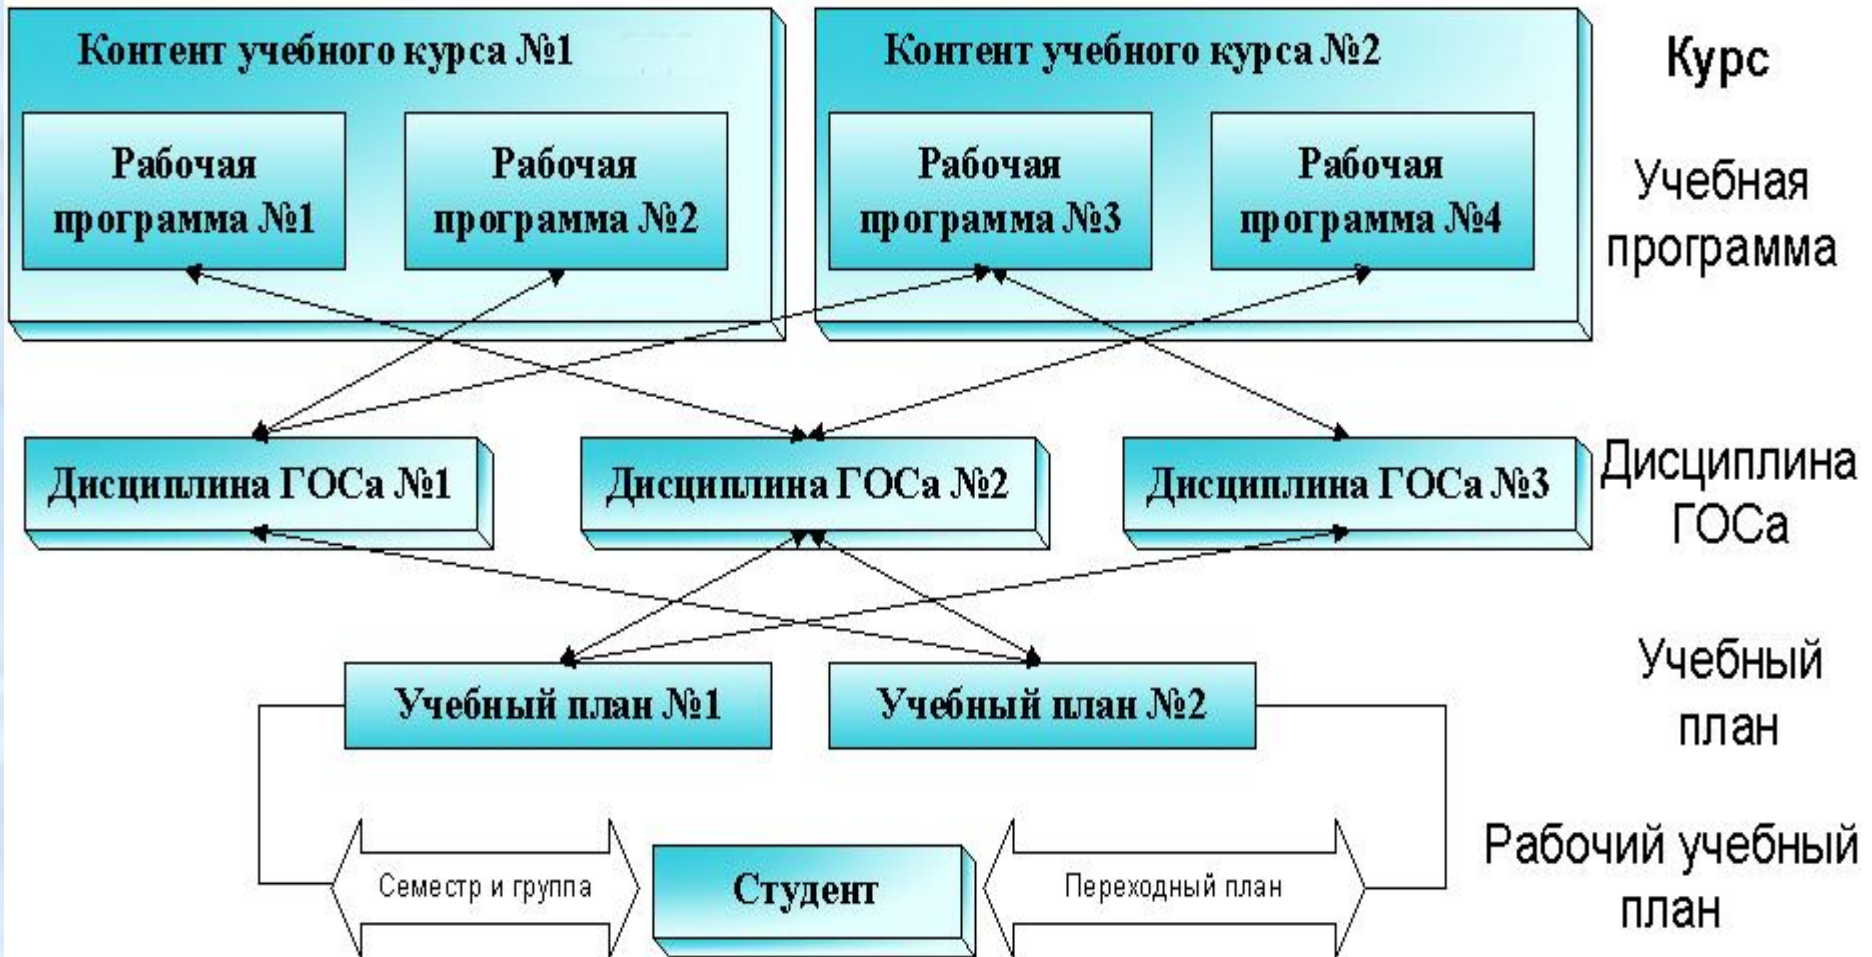 Контент учебного курса №1
Контент учебного курса №2
Курс
Рабочая
программа №1
Рабочая
программа №2
Рабочая
программа №3
Рабочая
программа №4
Учебная
программа
Дисциплина ГОСа №1
Дисциплина ГОСа №2
Дисциплина ГОСа №3
Дисциплина
ГОСа
Учебный план №1
Учебный план №2
Учебный
план
Семестр и группа
Студент
Переходный план
Рабочий учебный
план